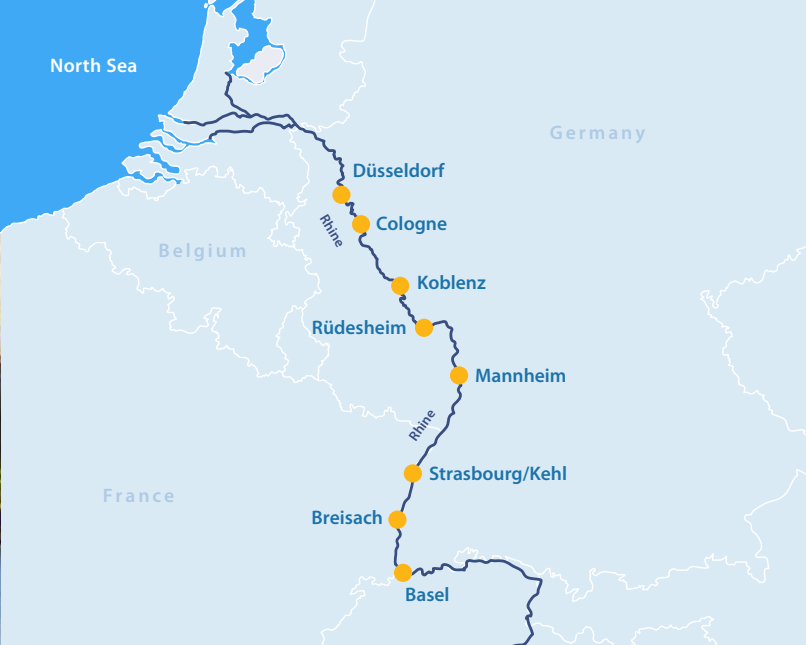 North Sea
Germany
Düsseldorf
Cologne
Rhine
Belgium
Koblenz
Rüdesheim
Mannheim
Rhine
Strasbourg/Kehl
France
Breisach
Basel